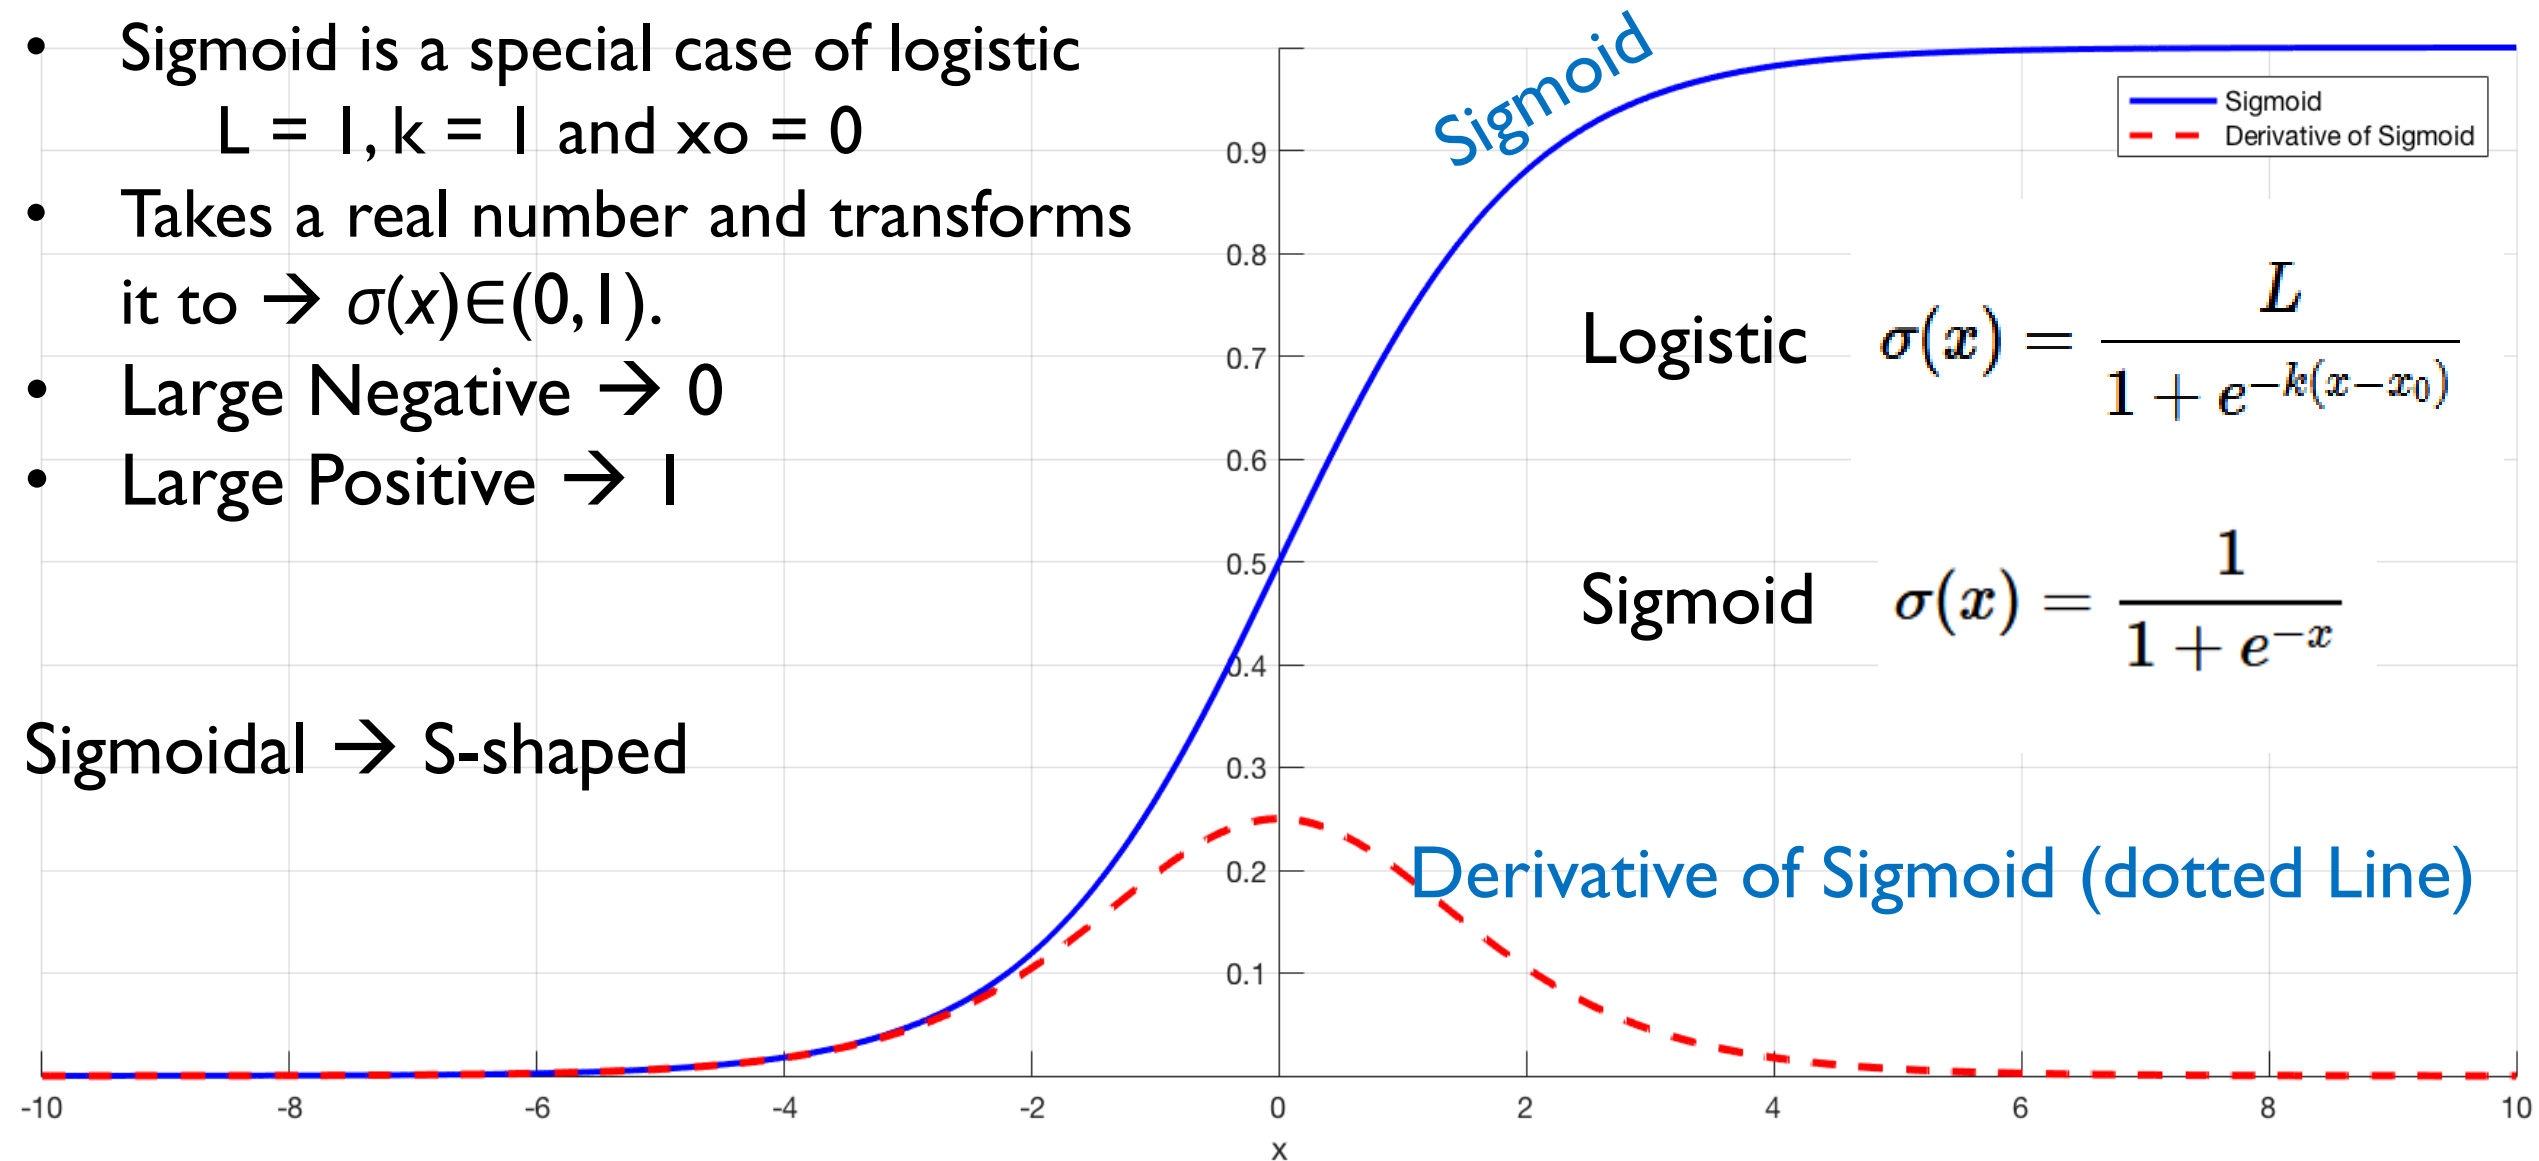 • Sigmoid is a special case of logistic
L = 1, k = 1 and xo = 0
• Takes a real number and transforms
it to → σ(x)∈(0,1).
• Large Negative → 0
• Large Positive → 1
Sigmoidal → S-shaped
Sigmoid
Sigmoid
Derivative of Sigmoid
Logistic σ(x) = L / (1 + e^{-k(x-x₀)})
Sigmoid σ(x) = 1 / (1 + e^{-x})
Derivative of Sigmoid (dotted Line)
0.9
0.8
0.7
0.6
0.5
0.4
0.3
0.2
0.1
-10 -8 -6 -4 -2 0 2 4 6 8 10
x